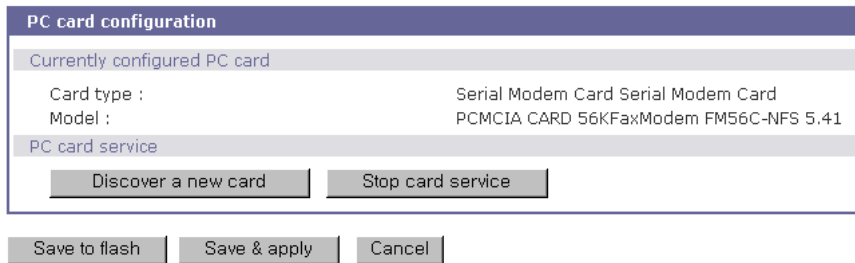 PC card configuration
Currently configured PC card
Card type : Serial Modem Card Serial Modem Card
Model : PCMCIA CARD 56KFaxModem FM56C-NFS 5.41
PC card service
Discover a new card Stop card service
Save to flash Save & apply Cancel